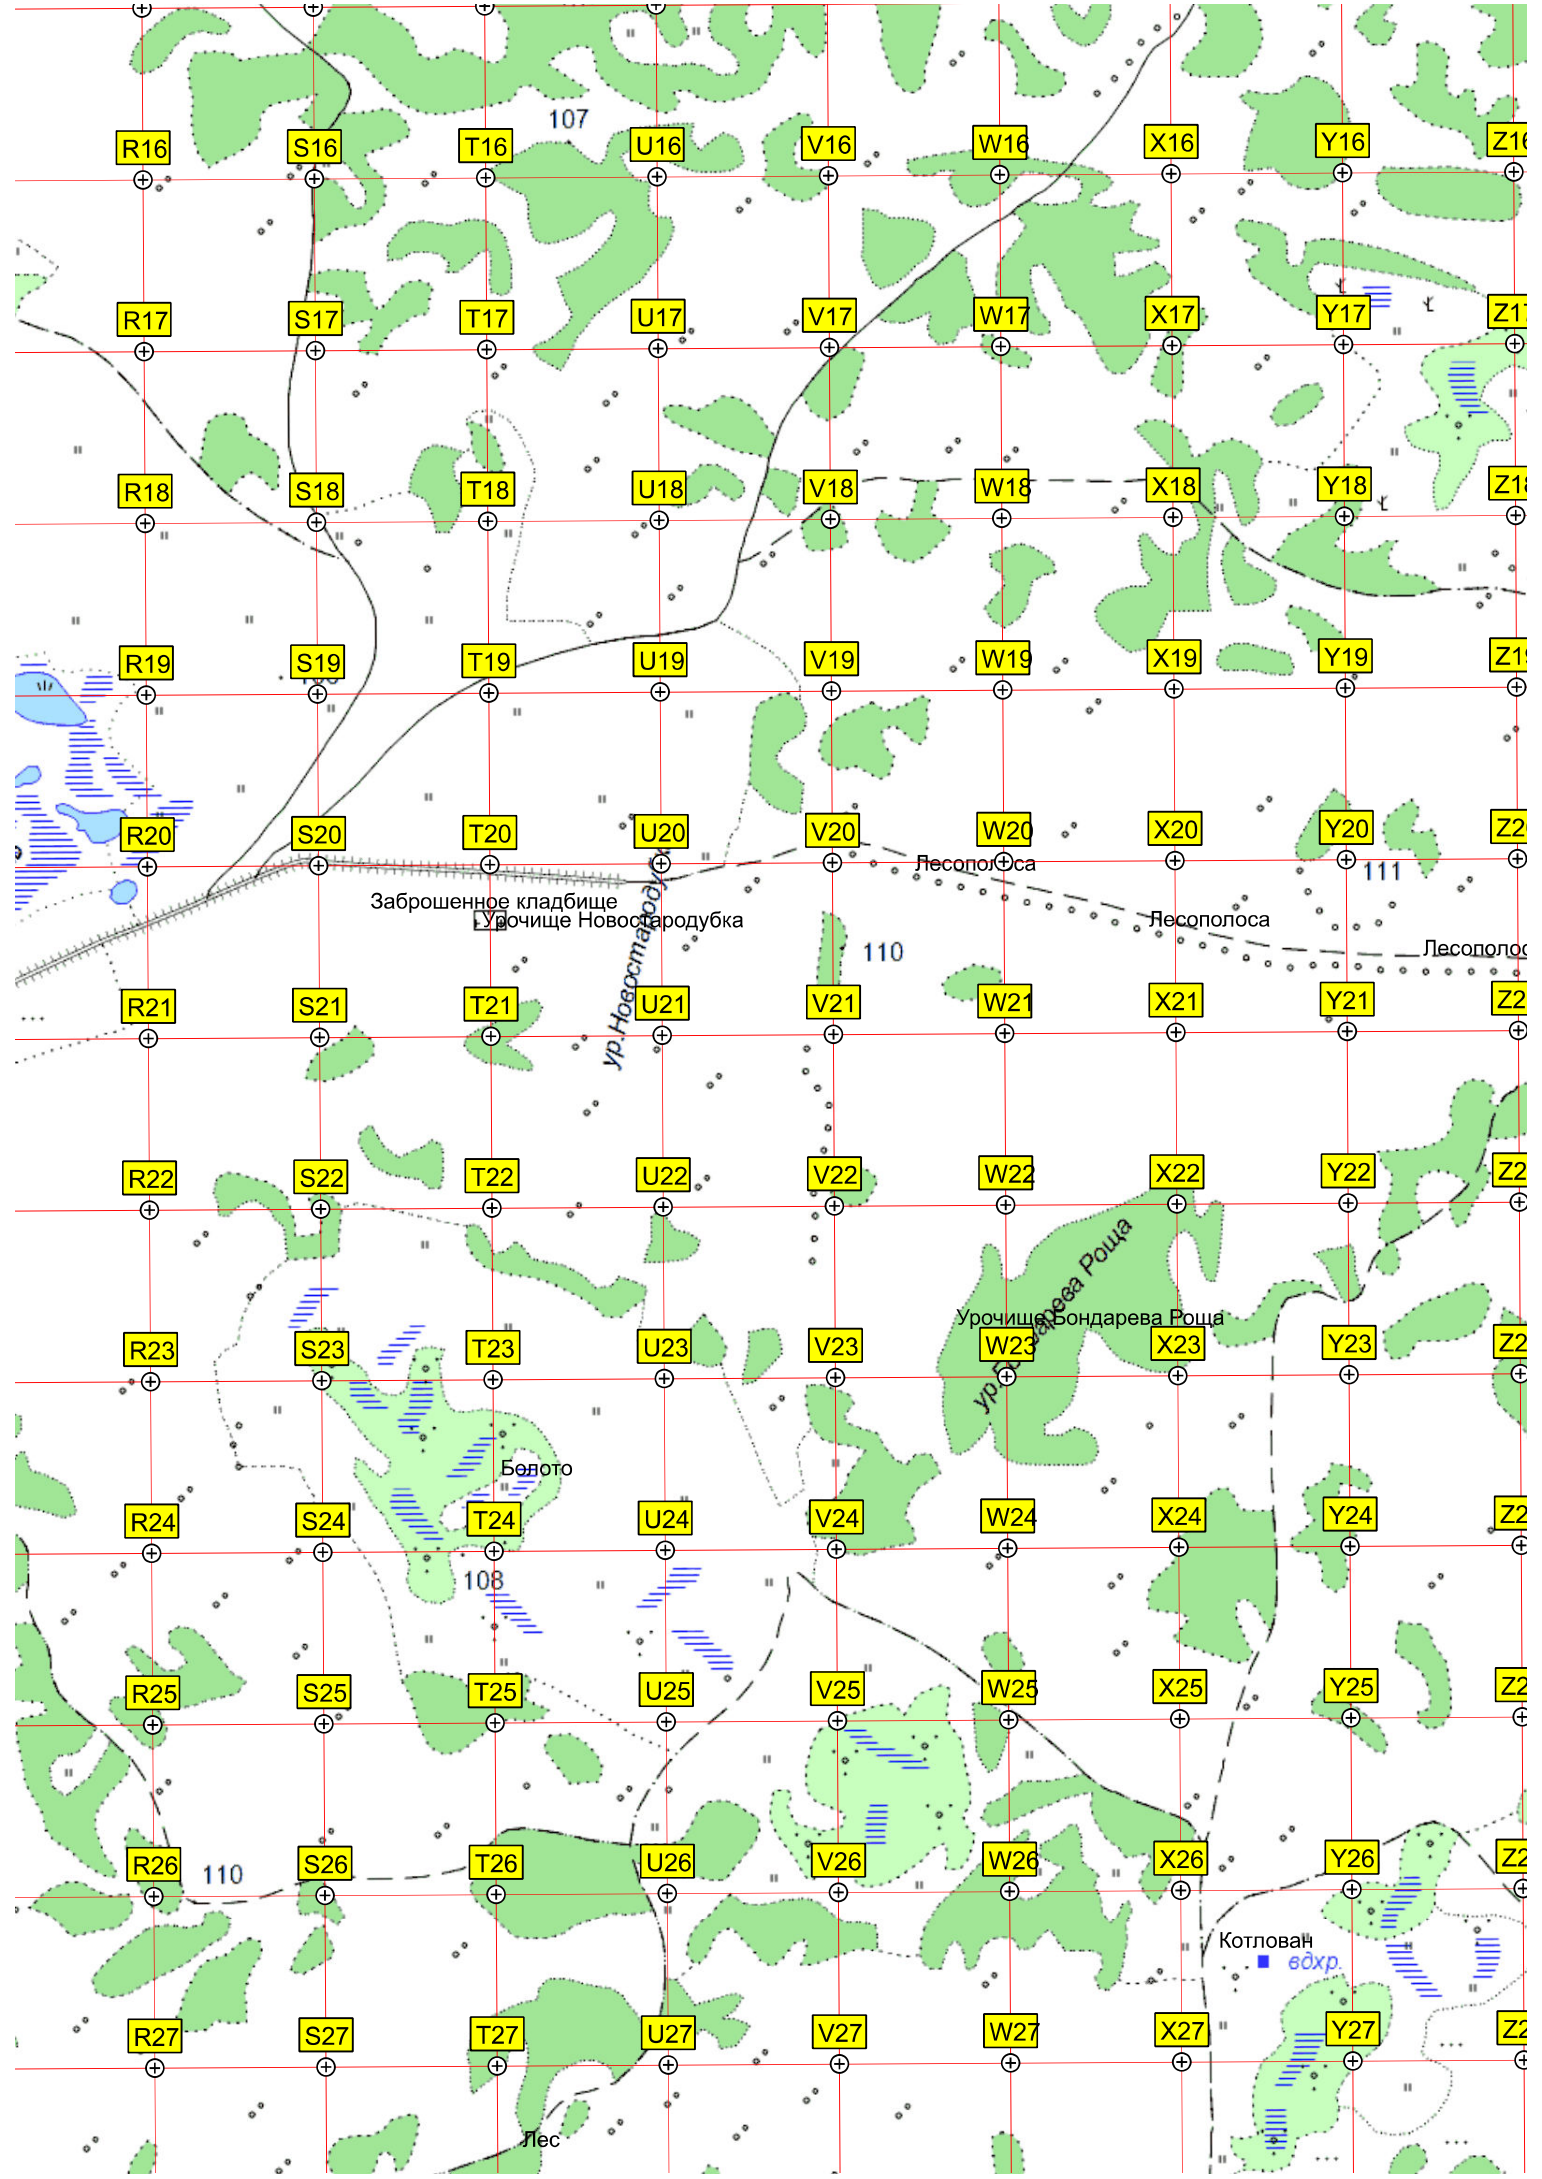 107
R16 S16 T16 U16 V16 W16 X16 Y16 Z16
R17 S17 T17 U17 V17 W17 X17 Y17 Z17
R18 S18 T18 U18 V18 W18 X18 Y18 Z18
R19 S19 T19 U19 V19 W19 X19 Y19 Z19
R20 S20 T20 U20 V20 W20 X20 Y20
Лесополоса
111
Заброшенное кладбище
Урочище Новостародубка
ур.Новостародубка
Лесополоса
110
Лесополос
R21 S21 T21 U21 V21 W21 X21 Y21
R22 S22 T22 U22 V22 W22 X22 Y22
Урочище Бондарева Роща
ур.Бондарева Роща
R23 S23 T23 U23 V23 W23 X23 Y23
Болото
R24 S24 T24 U24 V24 W24 X24 Y24
108
R25 S25 T25 U25 V25 W25 X25 Y25
R26 S26 T26 U26 V26 W26 X26 Y26
110
Котлован
вдхр.
R27 S27 T27 U27 V27 W27 X27 Y27
Лес